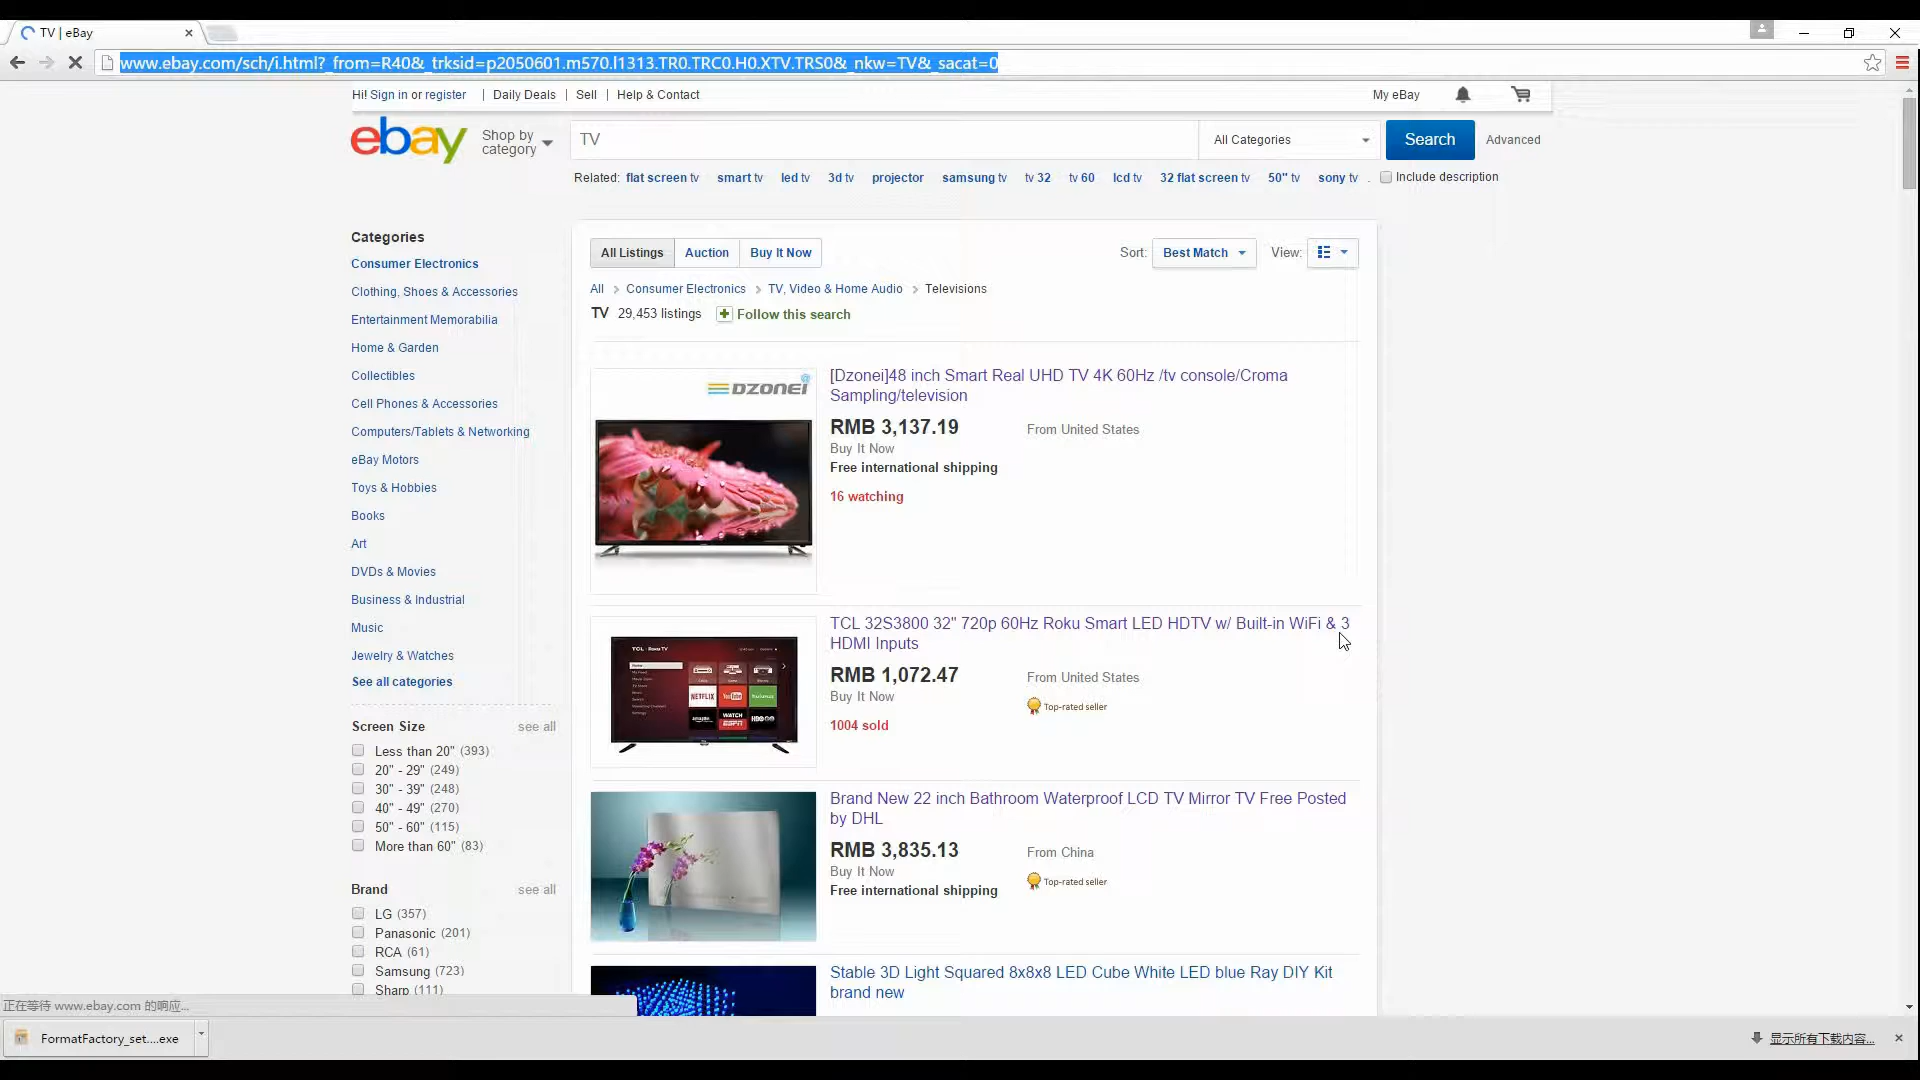 TV | eBay
www.ebay.com/sch/i.html?_from=R40&_trksid=p2050601.m570.l1313.TR0.TRC0.H0.XTV.TRS0&_nkw=TV&_sacat=0
Hi! Sign in or register | Daily Deals | Sell | Help & Contact
My eBay
ebay
Shop by category
TV
All Categories
Search
Advanced
Related: flat screen tv smart tv led tv 3d tv projector samsung tv tv 32 tv 60 lcd tv 32 flat screen tv 50" tv sony tv .
Include description
Categories
Consumer Electronics
Clothing, Shoes & Accessories
Entertainment Memorabilia
Home & Garden
Collectibles
Cell Phones & Accessories
Computers/Tablets & Networking
eBay Motors
Toys & Hobbies
Books
Art
DVDs & Movies
Business & Industrial
Music
Jewelry & Watches
See all categories
Screen Size see all
Less than 20" (393)
20" - 29" (249)
30" - 39" (248)
40" - 49" (270)
50" - 60" (115)
More than 60" (83)
Brand see all
LG (357)
Panasonic (201)
RCA (61)
Samsung (723)
Sharp (111)
All Listings Auction Buy It Now
Sort: Best Match View:
All > Consumer Electronics > TV, Video & Home Audio > Televisions
TV 29,453 listings Follow this search
DZONEI
[Dzonei]48 inch Smart Real UHD TV 4K 60Hz /tv console/Croma
Sampling/television
RMB 3,137.19 From United States
Buy It Now
Free international shipping
16 watching
TCL Roku TV
NETFLIX YouTube
amazon WATCH ESPN HBO GO
TCL 32S3800 32" 720p 60Hz Roku Smart LED HDTV w/ Built-in WiFi & 3
HDMI Inputs
RMB 1,072.47 From United States
Buy It Now
Top-rated seller
1004 sold
Brand New 22 inch Bathroom Waterproof LCD TV Mirror TV Free Posted
by DHL
RMB 3,835.13 From China
Buy It Now
Top-rated seller
Free international shipping
Stable 3D Light Squared 8x8x8 LED Cube White LED blue Ray DIY Kit
brand new
正在等待 www.ebay.com 的响应...
FormatFactory_set....exe
显示所有下载内容...